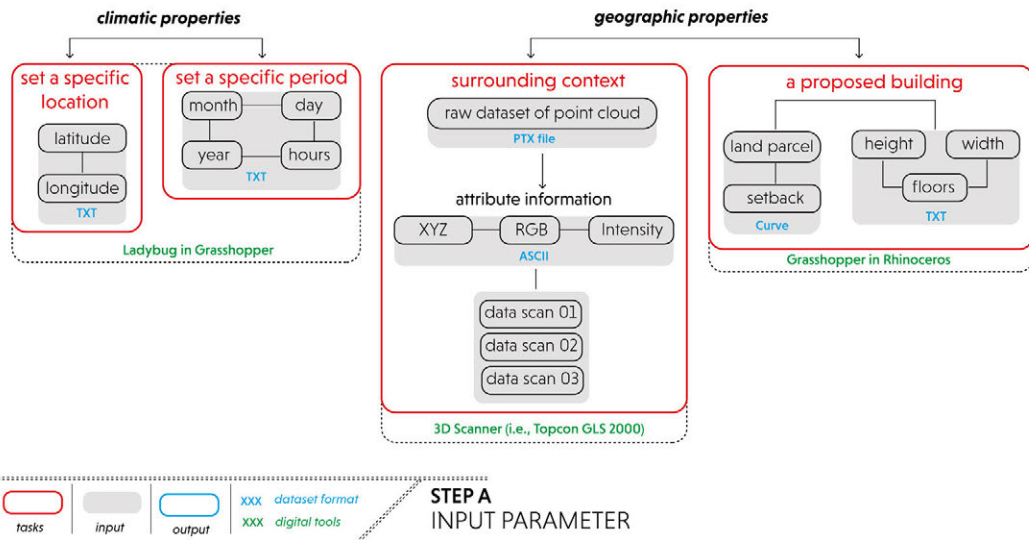 climatic properties
geographic properties
set a specific
location
latitude
longitude
TXT
set a specific period
month
day
year
hours
TXT
Ladybug in Grasshopper
surrounding context
raw dataset of point cloud
PTX file
attribute information
XYZ
RGB
Intensity
ASCII
data scan 01
data scan 02
data scan 03
3D Scanner (i.e., Topcon GLS 2000)
a proposed building
land parcel
setback
Curve
height
width
floors
TXT
Grasshopper in Rhinoceros
tasks
input
output
XXX dataset format
XXX digital tools
STEP A
INPUT PARAMETER